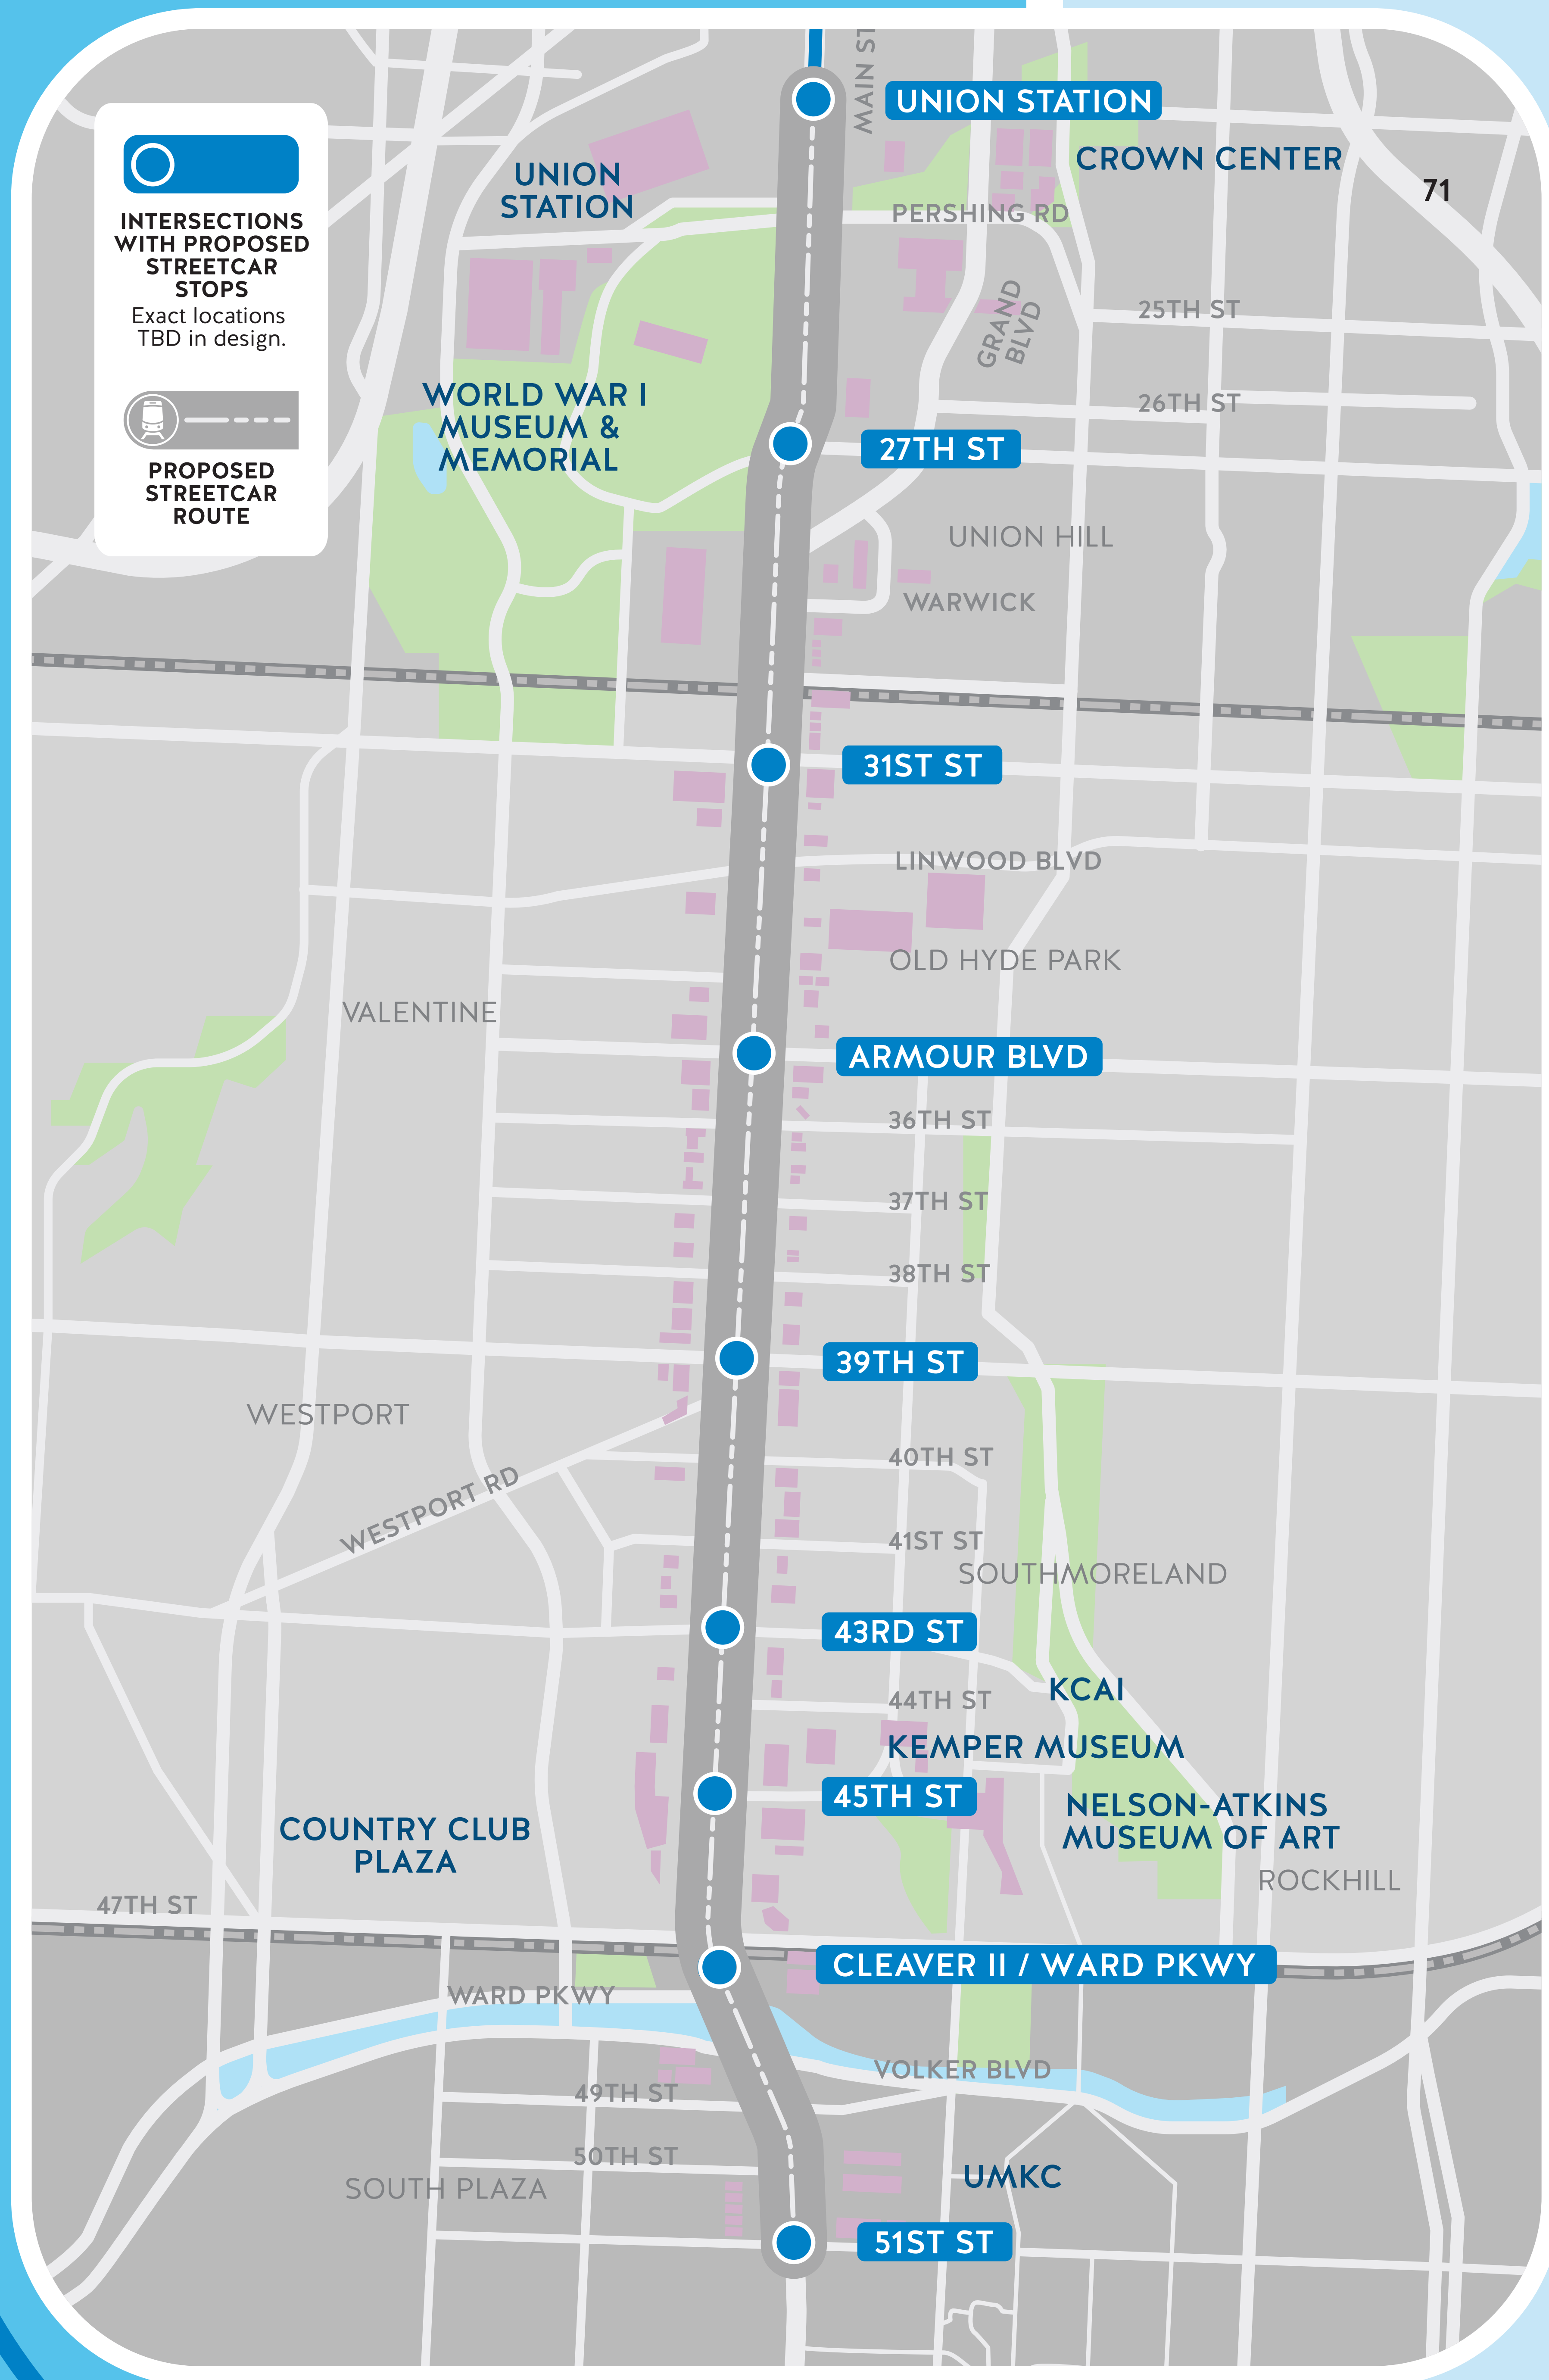 MAIN ST
UNION STATION
CROWN CENTER
UNION
STATION
71
PERSHING RD
INTERSECTIONS
WITH PROPOSED
STREETCAR
STOPS
Exact locations
TBD in design.
PROPOSED
STREETCAR
ROUTE
GRAND
BLVD
25TH ST
26TH ST
WORLD WAR I
MUSEUM &
MEMORIAL
27TH ST
UNION HILL
WARWICK
31ST ST
LINWOOD BLVD
OLD HYDE PARK
VALENTINE
ARMOUR BLVD
36TH ST
37TH ST
38TH ST
39TH ST
WESTPORT
40TH ST
WESTPORT RD
41ST ST
SOUTHMORELAND
43RD ST
KCAI
44TH ST
KEMPER MUSEUM
45TH ST
NELSON-ATKINS
MUSEUM OF ART
COUNTRY CLUB
PLAZA
ROCKHILL
47TH ST
CLEAVER II / WARD PKWY
WARD PKWY
VOLKER BLVD
49TH ST
50TH ST
UMKC
SOUTH PLAZA
51ST ST